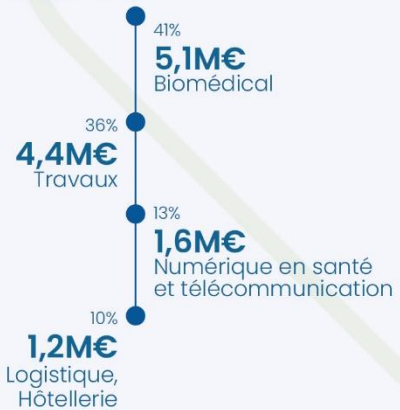 41%
5,1M€
Biomédical
36%
4,4M€
Travaux
13%
1,6M€
Numérique en santé
et télécommunication
10%
1,2M€
Logistique,
Hôtellerie